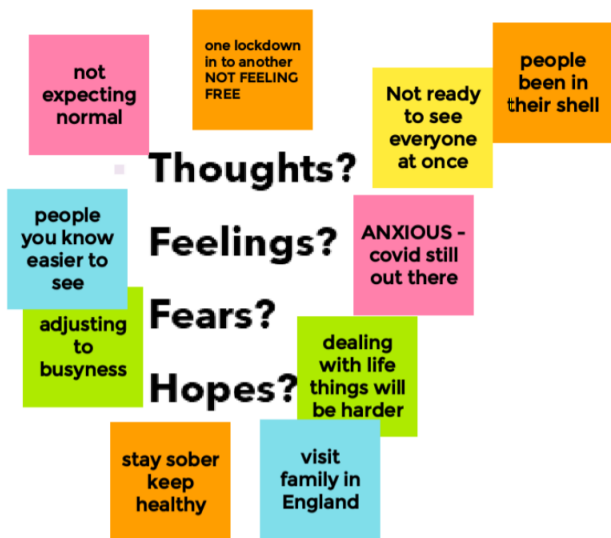 not
expecting
normal
one lockdown
in to another
NOT FEELING
FREE
people
been in
their shell
Not ready
to see
everyone
at once
Thoughts?
Feelings?
Fears?
Hopes?
people
you know
easier to
see
ANXIOUS -
covid still
out there
adjusting
to
busyness
dealing
with life
things will
be harder
stay sober
keep
healthy
visit
family in
England